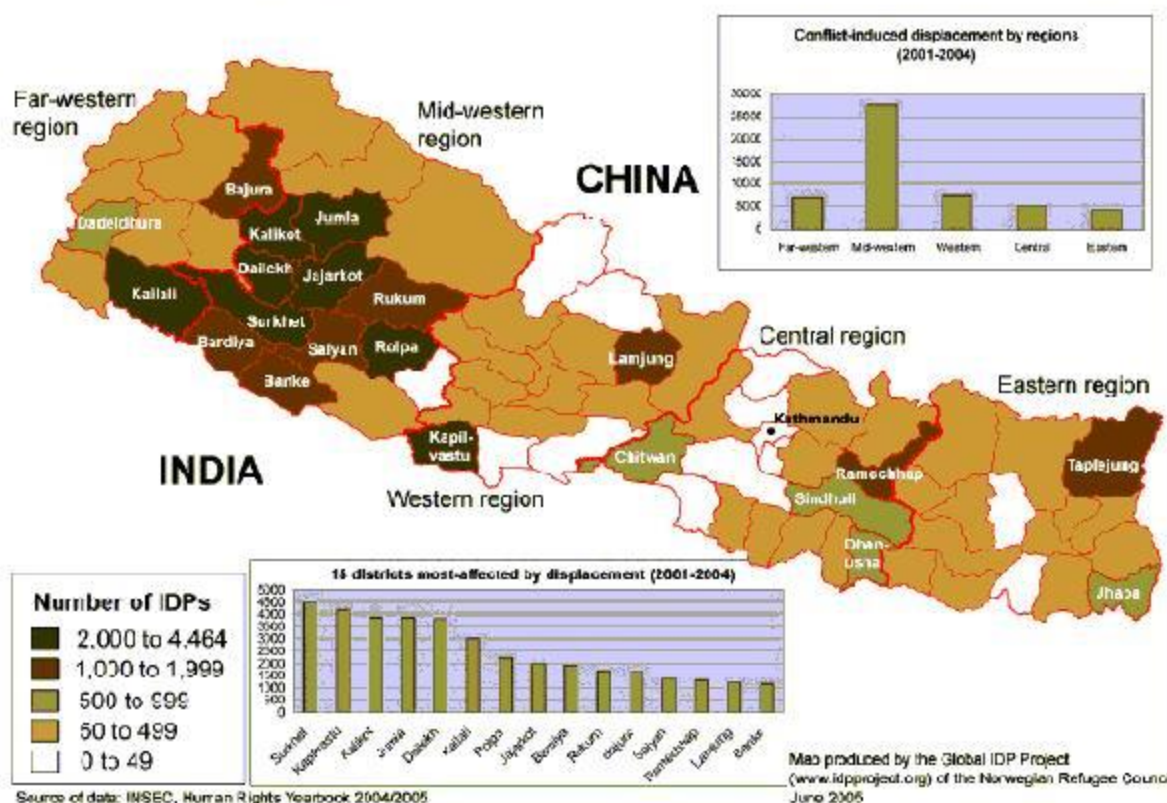 Conflict-induced displacement by regions
(2001-2004)
30000
25000
20000
15000
10000
5000
0
Far-western
Mid-western
Western
Central
Eastern
Far-western
region
Mid-western
region
CHINA
Bajura
Dadeldhura
Jumla
Kalikot
Dailekh
Jajarkot
Kailali
Rukum
Surkhet
Bardiya
Salyan
Rolpa
Banke
Lamjung
Central region
Eastern region
Kathmandu
Kapil-
vastu
Chitwan
Ramechhap
Taplejung
INDIA
Western region
Sindhuli
Dhan-
usha
Jhapa
Number of IDPs
2,000 to 4,464
1,000 to 1,999
500 to 999
50 to 499
0 to 49
15 districts most-affected by displacement (2001-2004)
5000
4500
4000
3500
3000
2500
2000
1500
1000
500
0
Surkhet
Kapilvastu
Kalikot
Jumla
Dailekh
Kailali
Rolpa
Jajarkot
Bardiya
Rukum
Bajura
Salyan
Ramechhap
Lamjung
Banke
Source of data: INSEC, Human Rights Yearbook 2004/2005
Map produced by the Global IDP Project
(www.idpproject.org) of the Norwegian Refugee Counc
June 2005